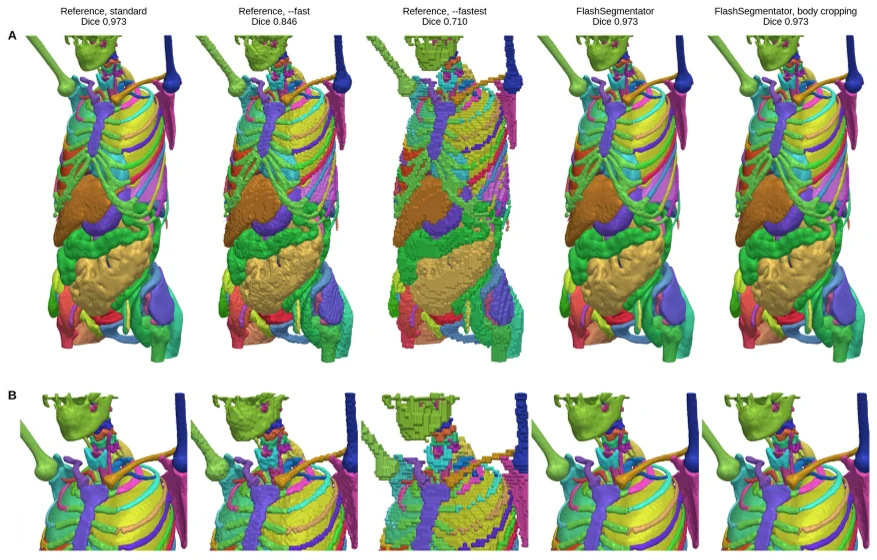 Reference, standard
Dice 0.973
Reference, --fast
Dice 0.846
Reference, --fastest
Dice 0.710
FlashSegmentator
Dice 0.973
FlashSegmentator, body cropping
Dice 0.973
A
B